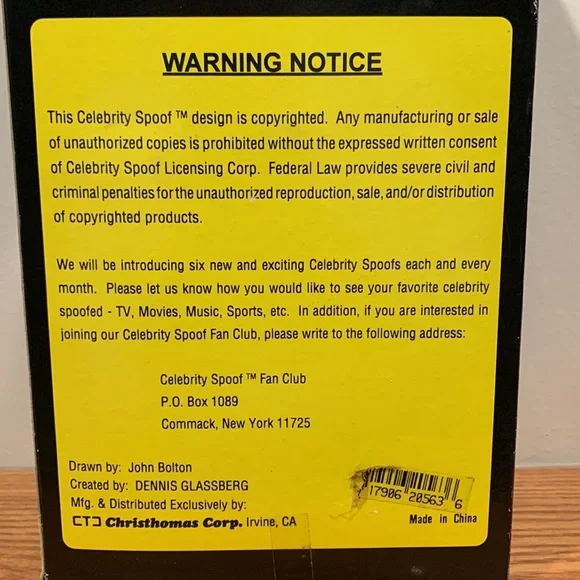 WARNING NOTICE
This Celebrity Spoof ™ design is copyrighted. Any manufacturing or sale
of unauthorized copies is prohibited without the expressed written consent
of Celebrity Spoof Licensing Corp. Federal Law provides severe civil and
criminal penalties for the unauthorized reproduction, sale, and/or distribution
of copyrighted products.
We will be introducing six new and exciting Celebrity Spoofs each and every
month. Please let us know how you would like to see your favorite celebrity
spoofed - TV, Movies, Music, Sports, etc. In addition, if you are interested in
joining our Celebrity Spoof Fan Club, please write to the following address:
Celebrity Spoof ™ Fan Club
P.O. Box 1089
Commack, New York 11725
Drawn by: John Bolton
Created by: DENNIS GLASSBERG
Mfg. & Distributed Exclusively by:
Christhomas Corp. Irvine, CA
17906 20563 6
Made in China